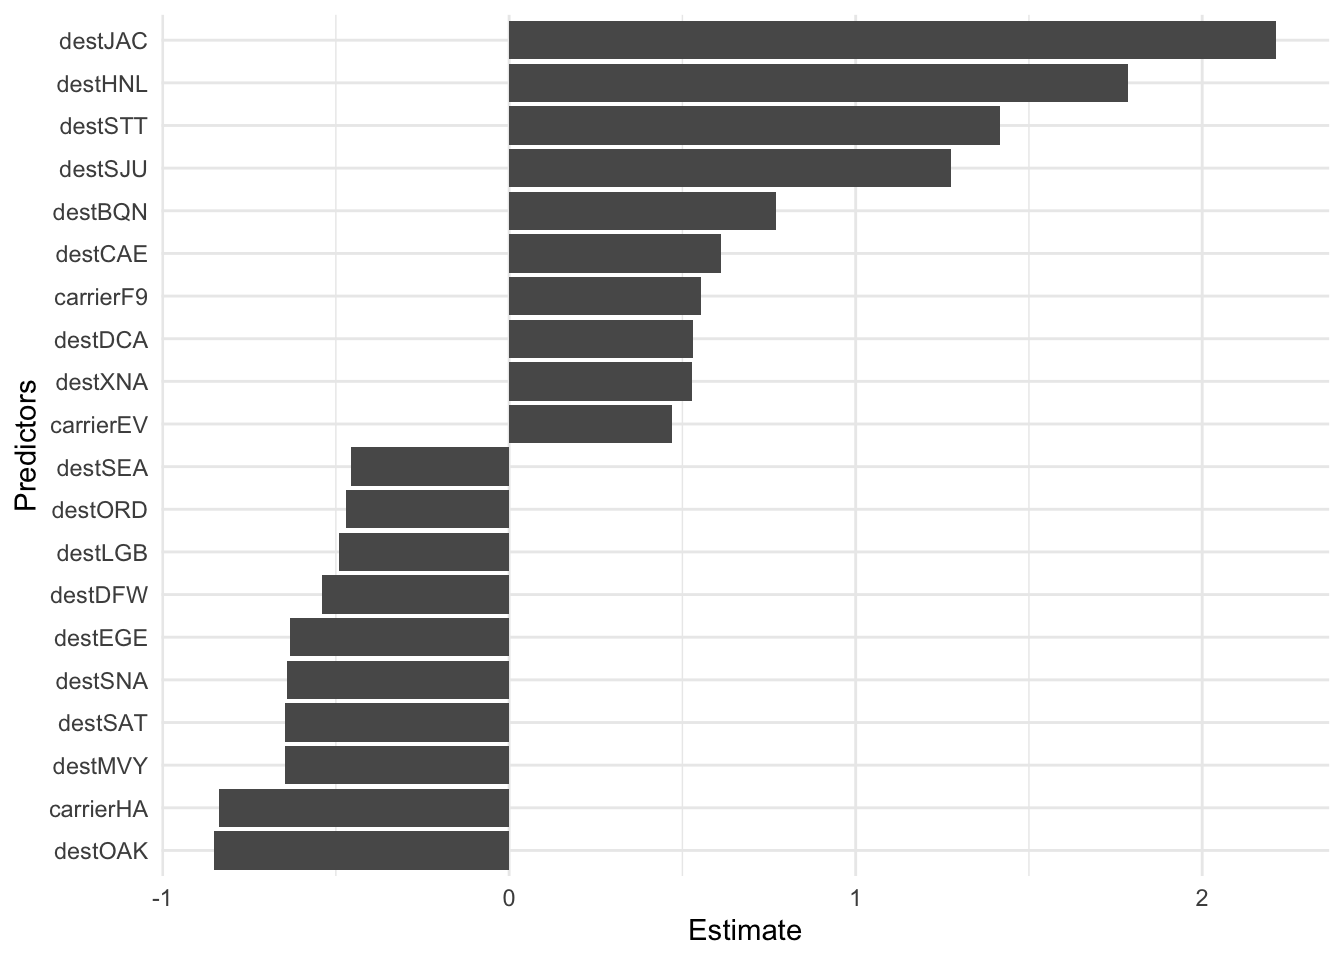 destJAC
destHNL
destSTT
destSJU
destBQN
destCAE
carrierF9
destDCA
destXNA
carrierEV
destSEA
destORD
destLGB
destDFW
destEGE
destSNA
destSAT
destMVY
carrierHA
destOAK
Predictors
-1 0 1 2
Estimate